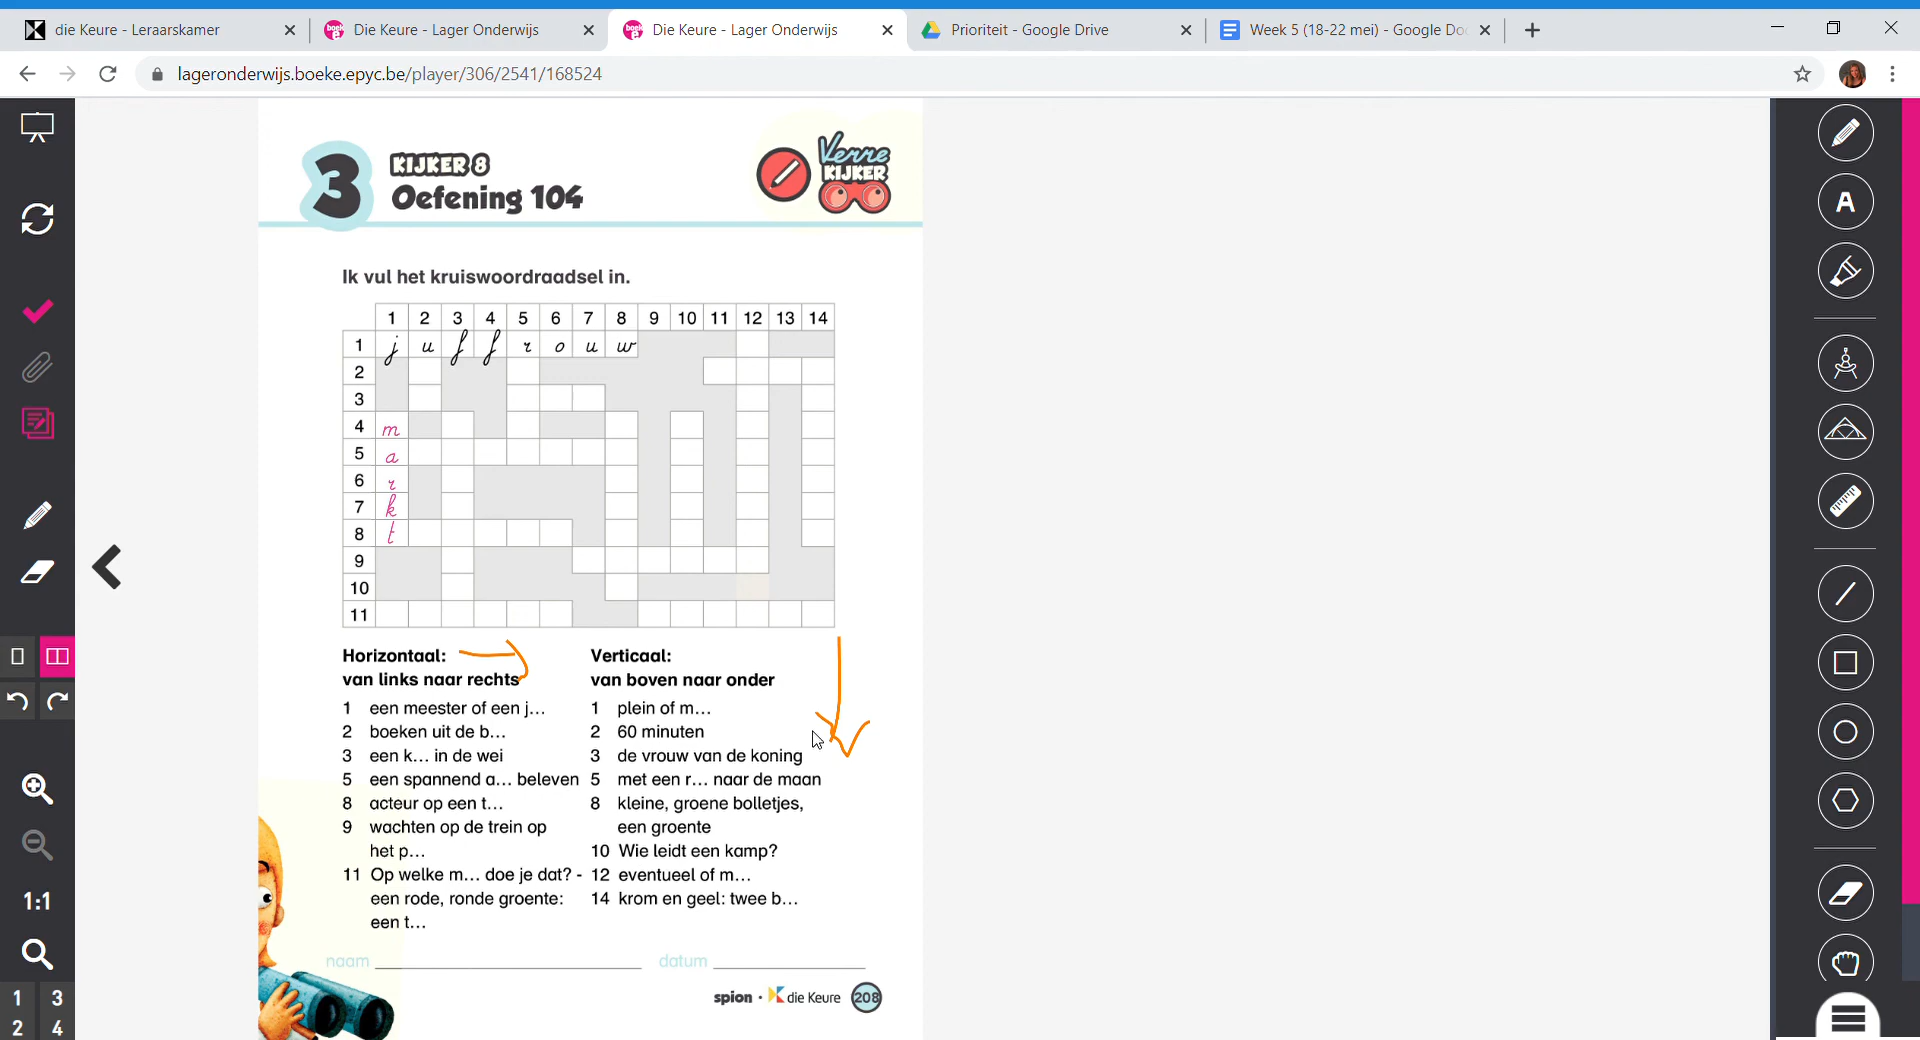 die Keure - Leraarskamer
Die Keure - Lager Onderwijs
Die Keure - Lager Onderwijs
Prioriteit - Google Drive
Week 5 (18-22 mei) - Google Do
lageronderwijs.boeke.epyc.be/player/306/2541/168524
3
KIJKER 8
Oefening 104
Verre
KIJKER
Ik vul het kruiswoordraadsel in.
1 2 3 4 5 6 7 8 9 10 11 12 13 14
1 j u f f r o u w
2
3
4 m
5 a
6 r
7 k
8 t
9
10
11
Horizontaal:
van links naar rechts
1 een meester of een j...
2 boeken uit de b...
3 een k... in de wei
5 een spannend a... beleven
8 acteur op een t...
9 wachten op de trein op
het p...
11 Op welke m... doe je dat? -
een rode, ronde groente:
een t...
Verticaal:
van boven naar onder
1 plein of m...
2 60 minuten
3 de vrouw van de koning
5 met een r... naar de maan
8 kleine, groene bolletjes,
een groente
10 Wie leidt een kamp?
12 eventueel of m...
14 krom en geel: twee b...
naam
datum
spion · die Keure 208
1:1
1 3
2 4
A